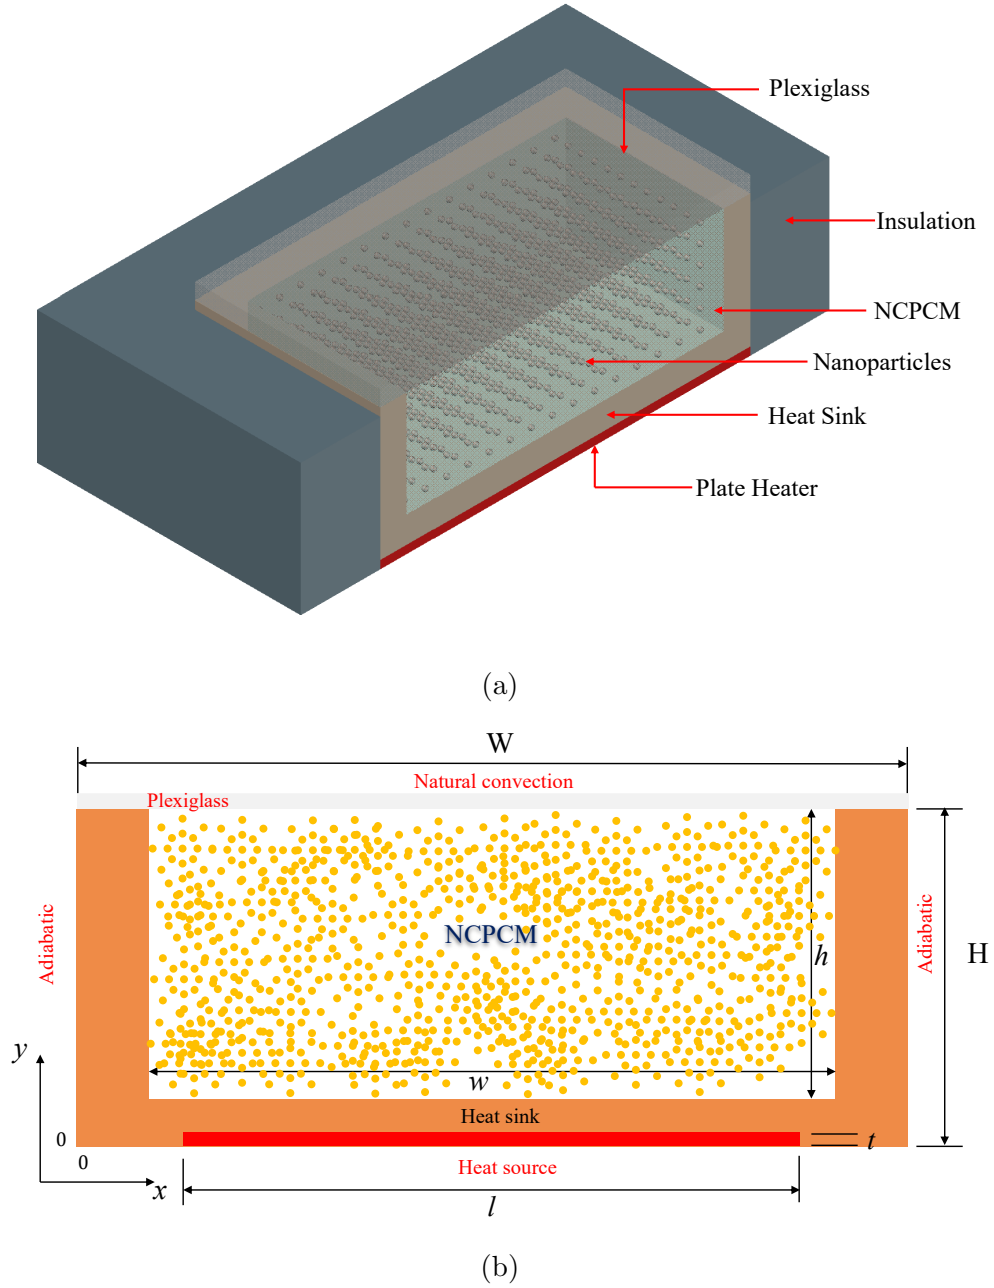 Plexiglass
Insulation
NCPCM
Nanoparticles
Heat Sink
Plate Heater
(a)
W
Natural convection
Plexiglass
Adiabatic
NCPCM
h
Adiabatic
H
y
w
Heat sink
0
t
0
x
Heat source
l
(b)